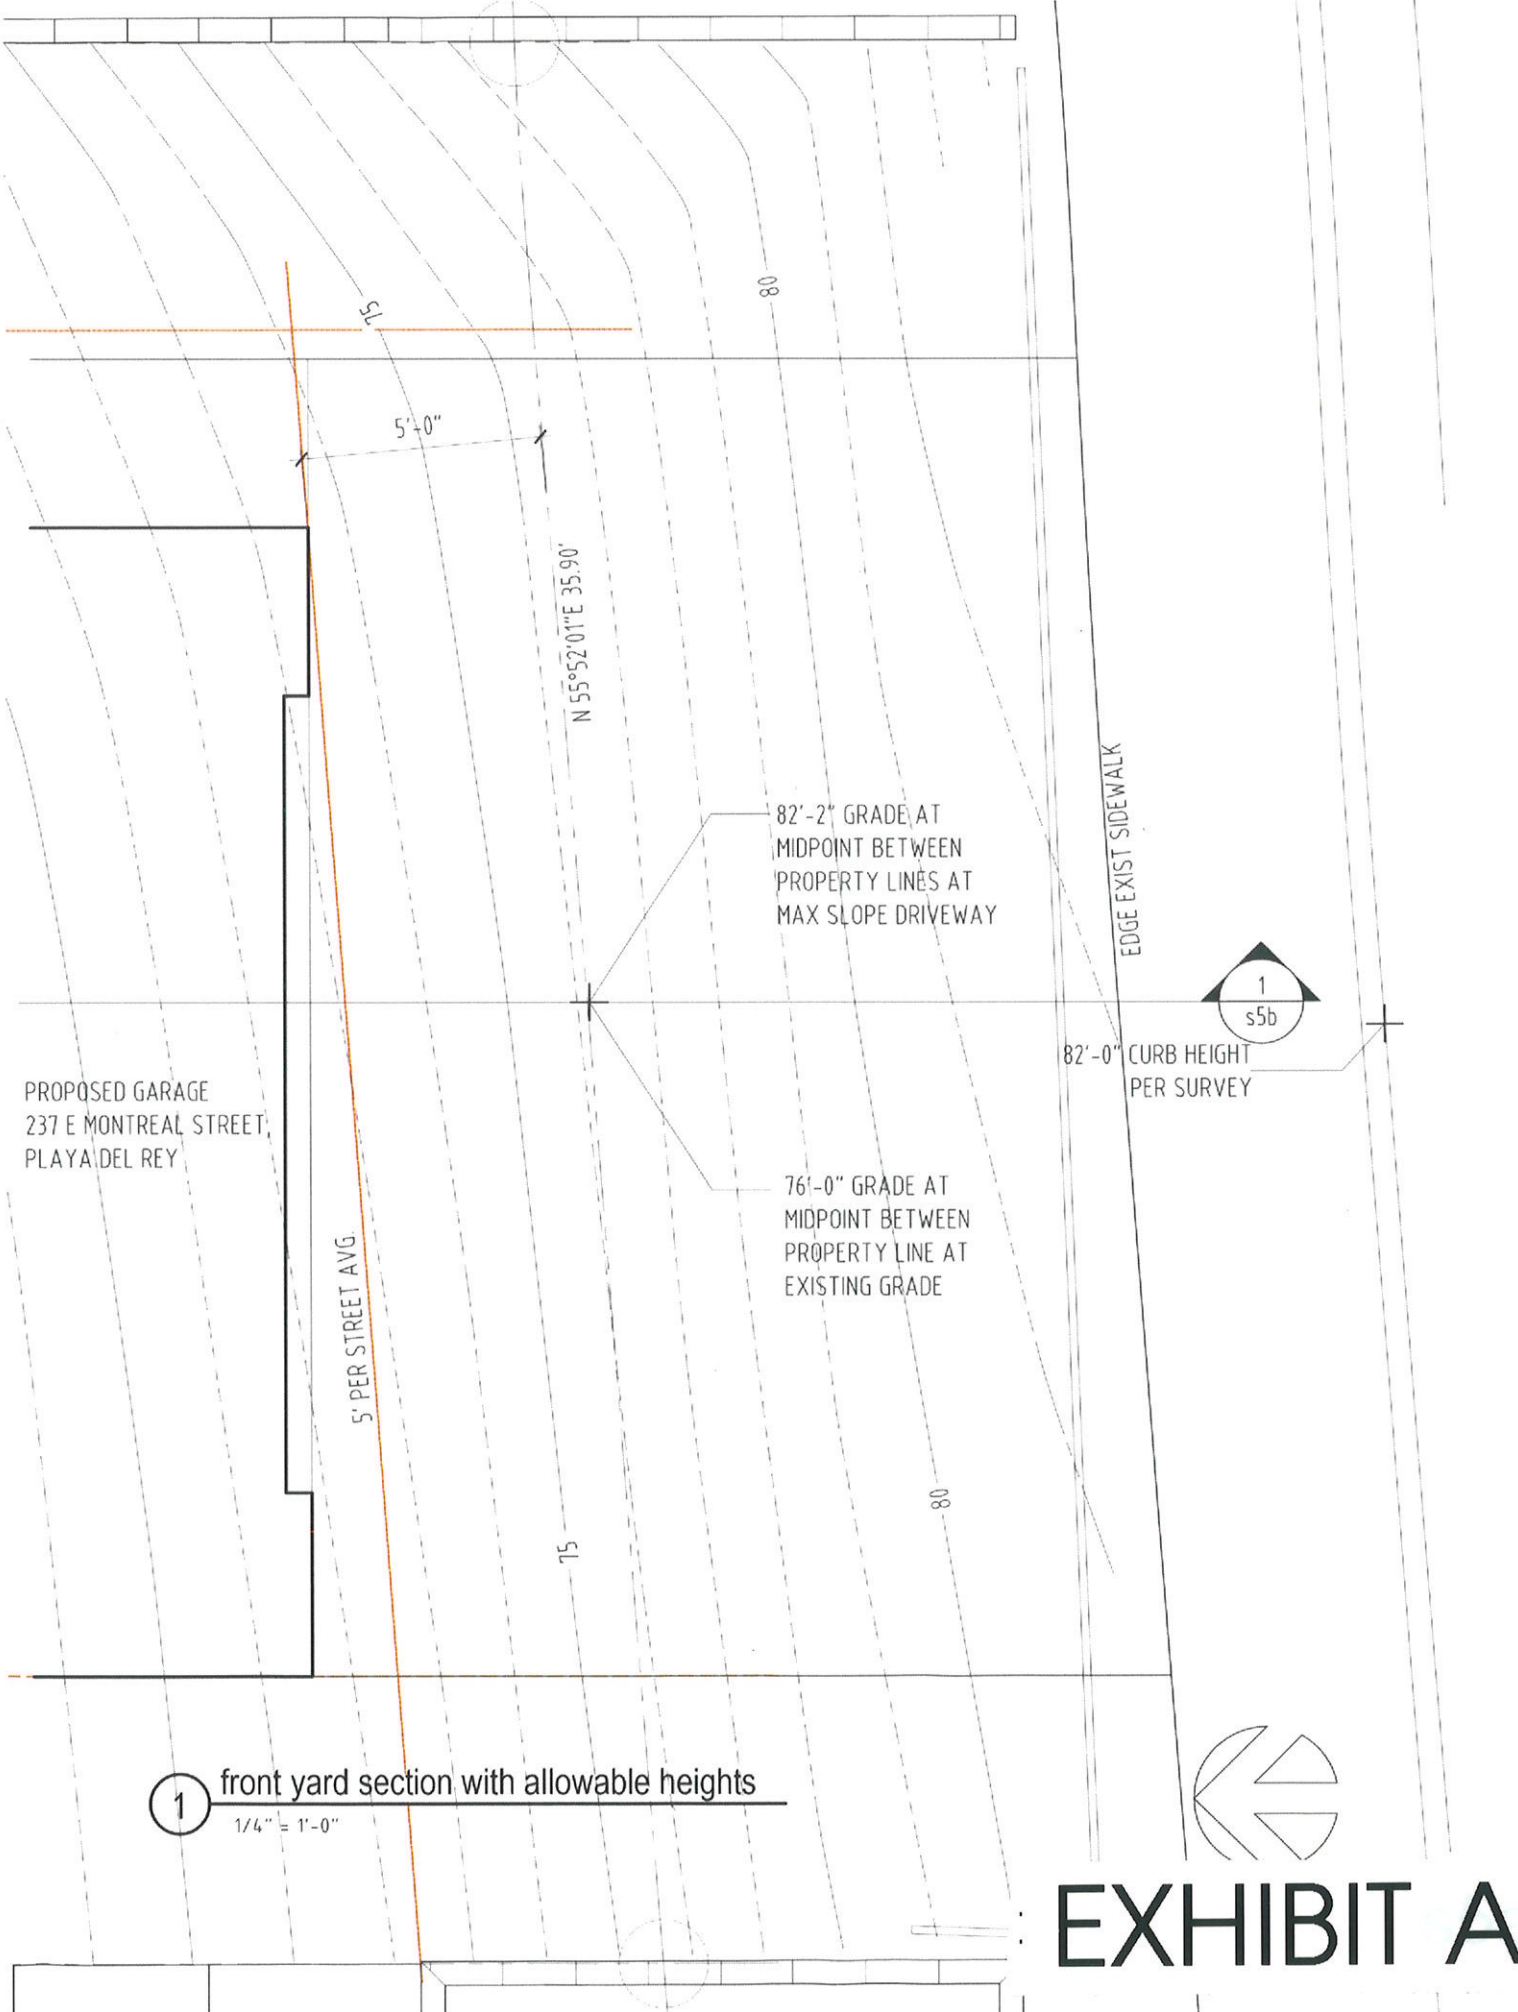 80
75
5'-0"
N 55°52'01"E 35.90'
82'-2" GRADE AT
MIDPOINT BETWEEN
PROPERTY LINES AT
MAX SLOPE DRIVEWAY
EDGE EXIST SIDEWALK
1
s5b
82'-0" CURB HEIGHT
PER SURVEY
PROPOSED GARAGE
237 E MONTREAL STREET,
PLAYA DEL REY
76'-0" GRADE AT
MIDPOINT BETWEEN
PROPERTY LINE AT
EXISTING GRADE
5' PER STREET AVG.
80
75
1
front yard section with allowable heights
1/4" = 1'-0"
EXHIBIT A